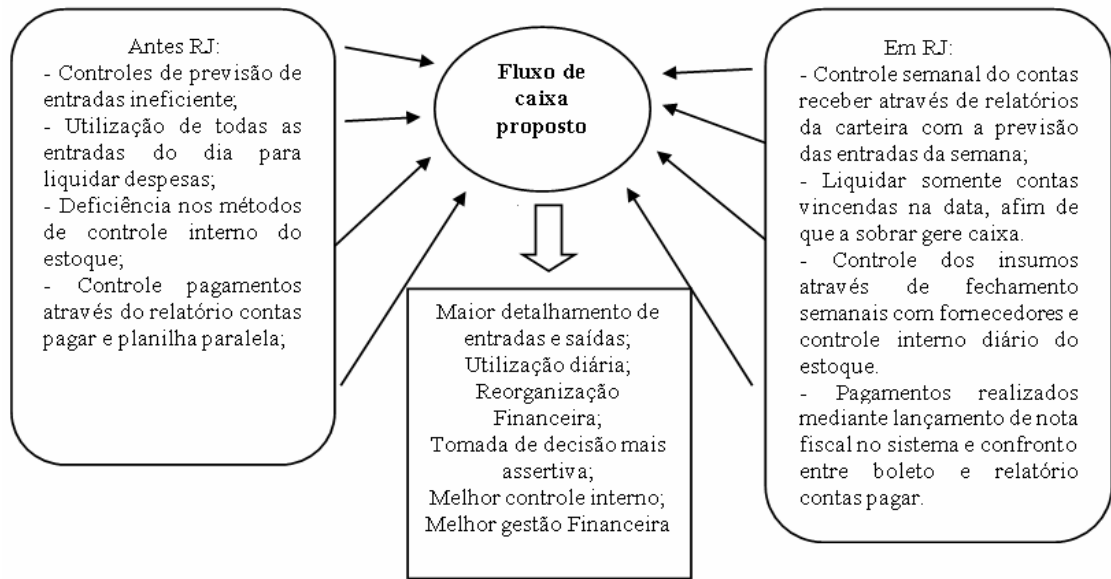 Antes RJ:
- Controles de previsão de
entradas ineficiente;
- Utilização de todas as
entradas do dia para
liquidar despesas;
- Deficiência nos métodos
de controle interno do
estoque;
- Controle pagamentos
através do relatório contas
pagar e planilha paralela;
Fluxo de
caixa
proposto
Maior detalhamento de
entradas e saídas;
Utilização diária;
Reorganização
Financeira;
Tomada de decisão mais
assertiva;
Melhor controle interno;
Melhor gestão Financeira
Em RJ:
- Controle semanal do contas
receber através de relatórios
da carteira com a previsão
das entradas da semana;
- Liquidar somente contas
vincendas na data, afim de
que a sobrar gere caixa.
- Controle dos insumos
através de fechamento
semanais com fornecedores e
controle interno diário do
estoque.
- Pagamentos realizados
mediante lançamento de nota
fiscal no sistema e confronto
entre boleto e relatório
contas pagar.